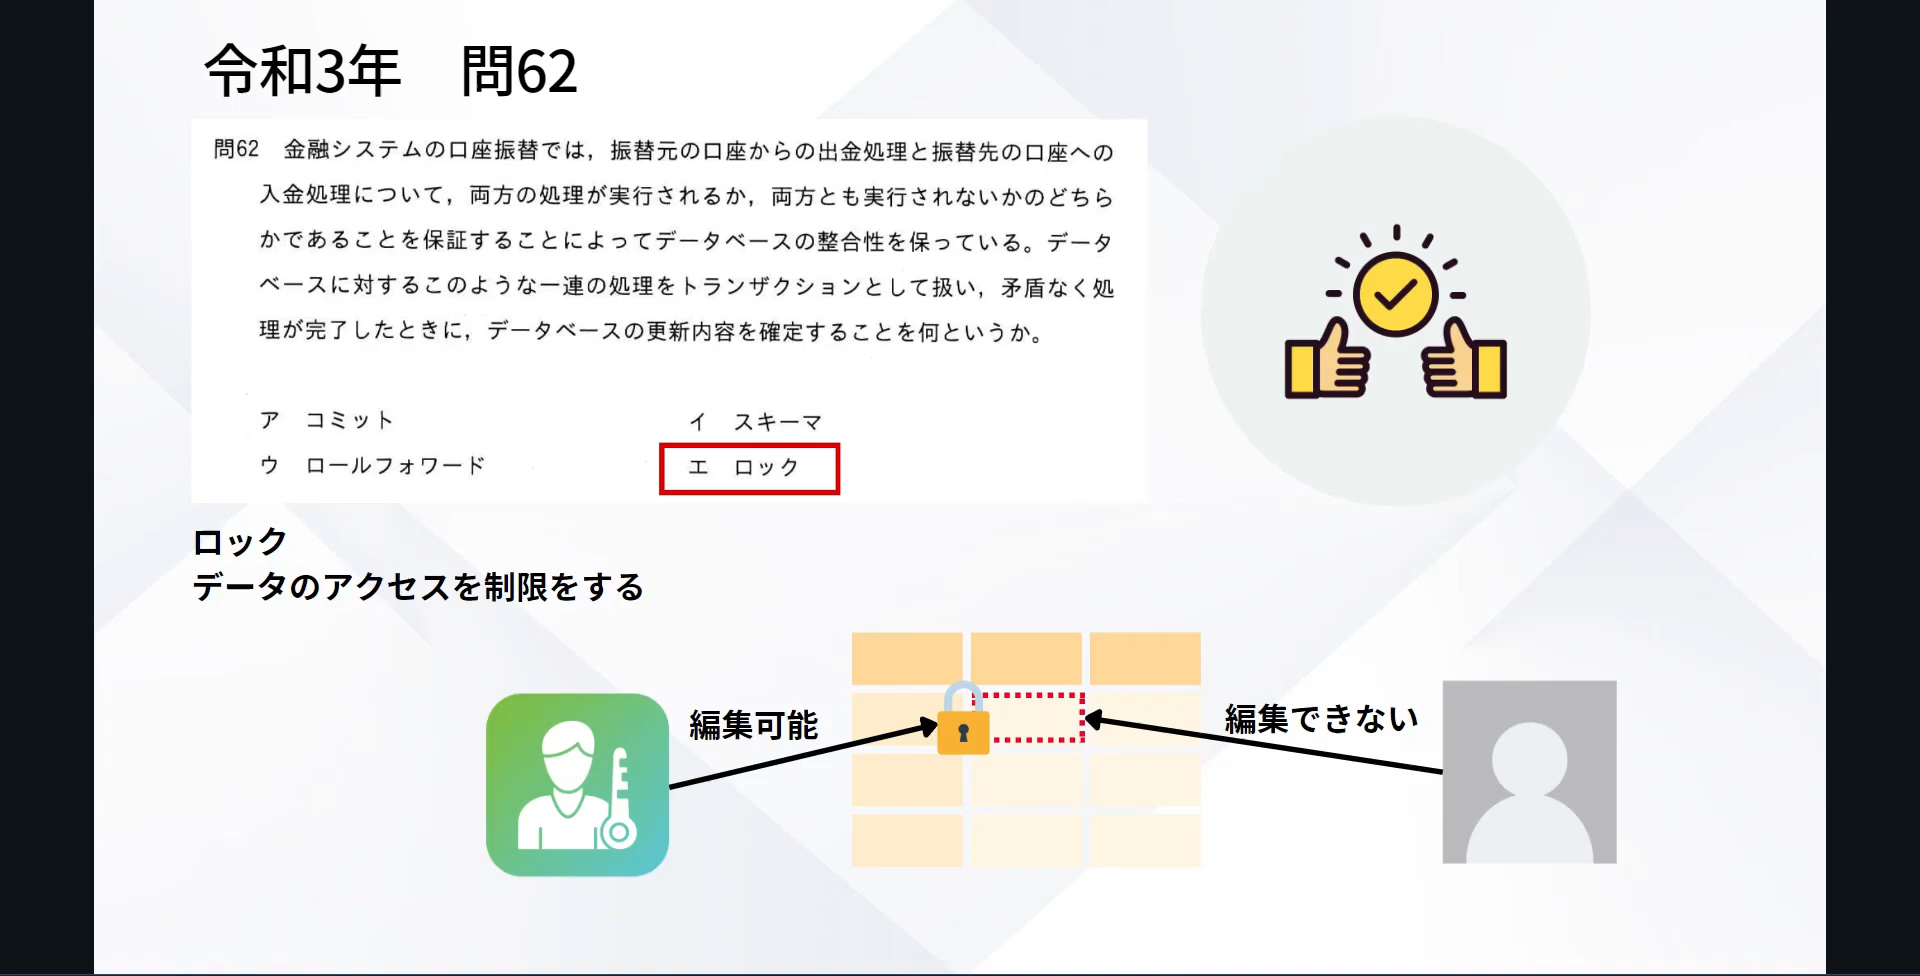 令和3年　問62
問62　金融システムの口座振替では，振替元の口座からの出金処理と振替先の口座への
入金処理について，両方の処理が実行されるか，両方とも実行されないかのどちら
かであることを保証することによってデータベースの整合性を保っている。データ
ベースに対するこのような一連の処理をトランザクションとして扱い，矛盾なく処
理が完了したときに，データベースの更新内容を確定することを何というか。
ア　コミット　イ　スキーマ
ウ　ロールフォワード　エ　ロック
ロック
データのアクセスを制限をする
編集可能
編集できない